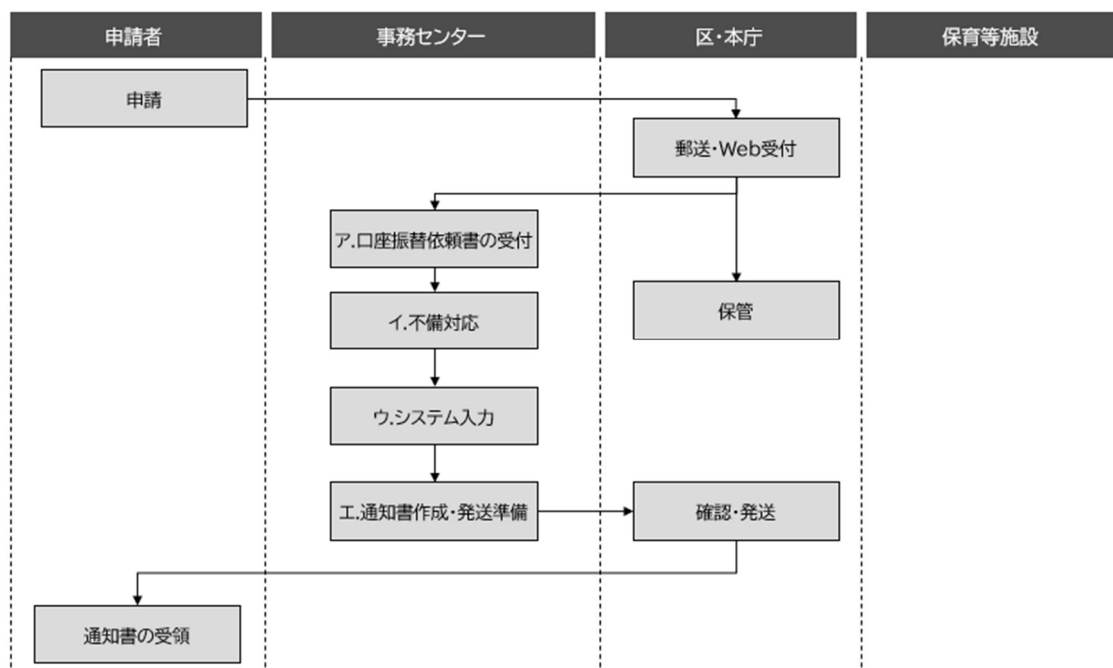 申請者
事務センター
区・本庁
保育等施設
申請
郵送・Web受付
ア.口座振替依頼書の受付
イ.不備対応
保管
ウ.システム入力
エ.通知書作成・発送準備
確認・発送
通知書の受領